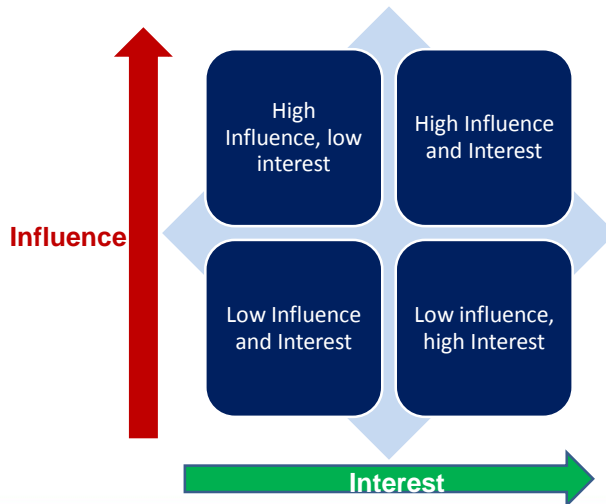 High
Influence, low
interest
High Influence
and Interest
Influence
Low Influence
and Interest
Low influence,
high Interest
Interest